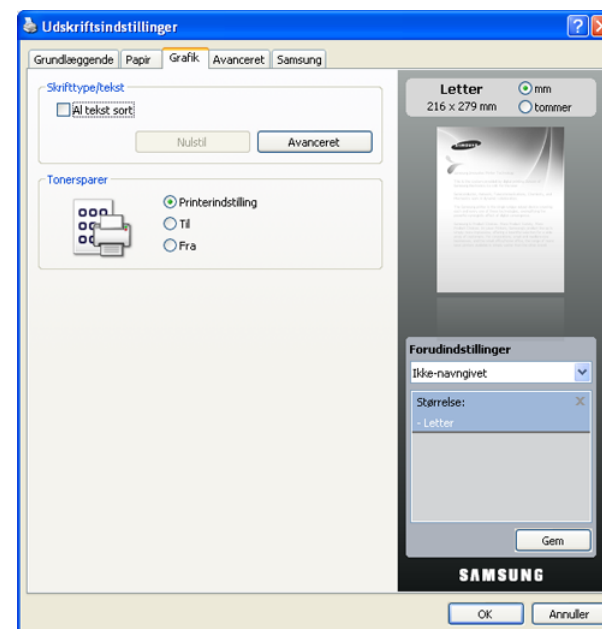 Udskriftsindstillinger
Grundlæggende Papir Grafik Avanceret Samsung
Skrifttype/tekst
Al tekst sort
Nulstil Avanceret
Tonersparer
Printerindstilling
Til
Fra
Letter
216 x 279 mm
mm
tommer
SAMSUNG
Forudindstillinger
Ikke-navngivet
Størrelse:
- Letter
Gem
SAMSUNG
OK Annuller